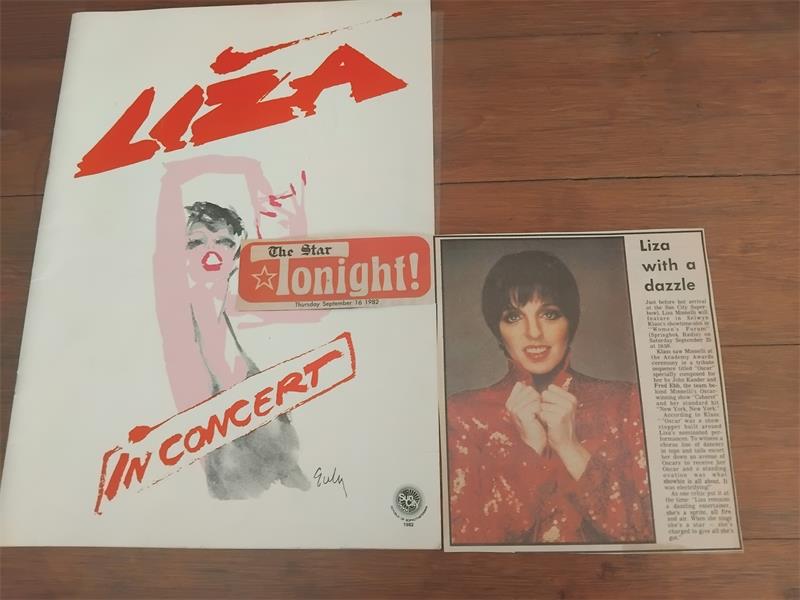 LIZA
IN CONCERT
Sun City
1982
The Star
Tonight!
Thursday September 16 1982
Liza
with a
dazzle
Just before her arrival
at the Sun City Super-
bowl, Liza Minnelli will
feature in Selwyn
Klass's showtime-slot in
"Women's Forum"
(Springbok Radio) on
Saturday September 25
at
Klass saw Minnelli at
the Academy Awards
ceremony in a tribute
sequence titled "Oscar"
specially composed for
her by John Kander and
Fred Ebb, the team be-
hind Minnelli's Oscar-
winning show "Cabaret"
and her standard hit
"New York, New York."
According to Klass:
"'Oscar' was a show
stopper built around
Liza's nominated per-
formances. To witness a
chorus line of dancers
in tops and tails escort
her down an avenue of
Oscars to receive her
Oscar and a standing
ovation was what
showbiz is all about. It
was electrifying!"
As one critic put it at
the time: "Liza remains
a dazzling entertainer,
she's a sprite, all fire
and air. When she sings
she's a star — she's
charged to give all she's
got."